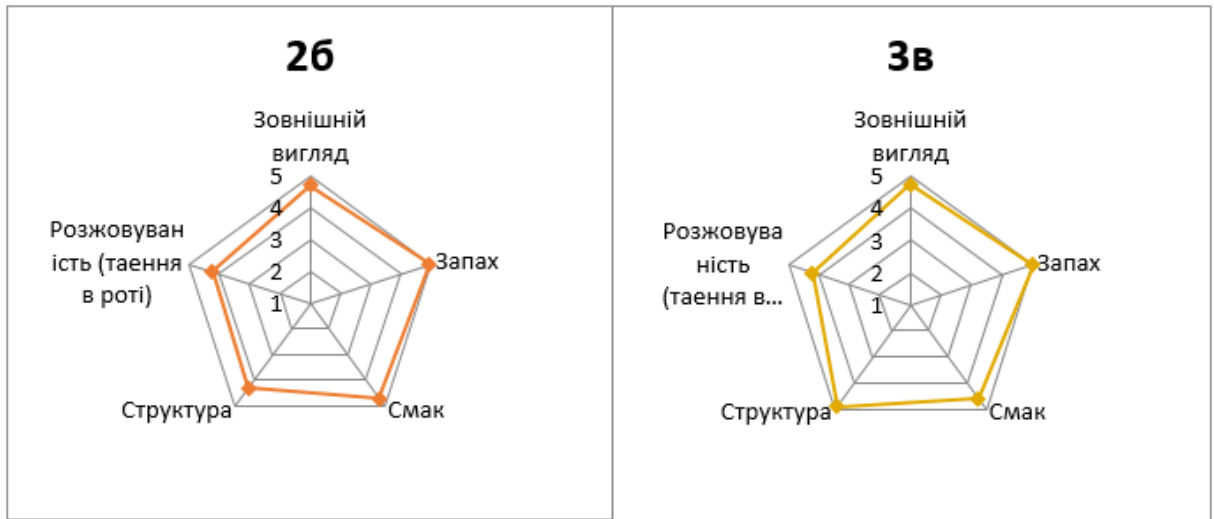 2б
Зовнішній
вигляд
5
4
3
2
1
Запах
Смак
Структура
Розжовуван
ість (таення
в роті)
3в
Зовнішній
вигляд
5
4
3
2
1
Запах
Смак
Структура
Розжовува
ність
(таення в...